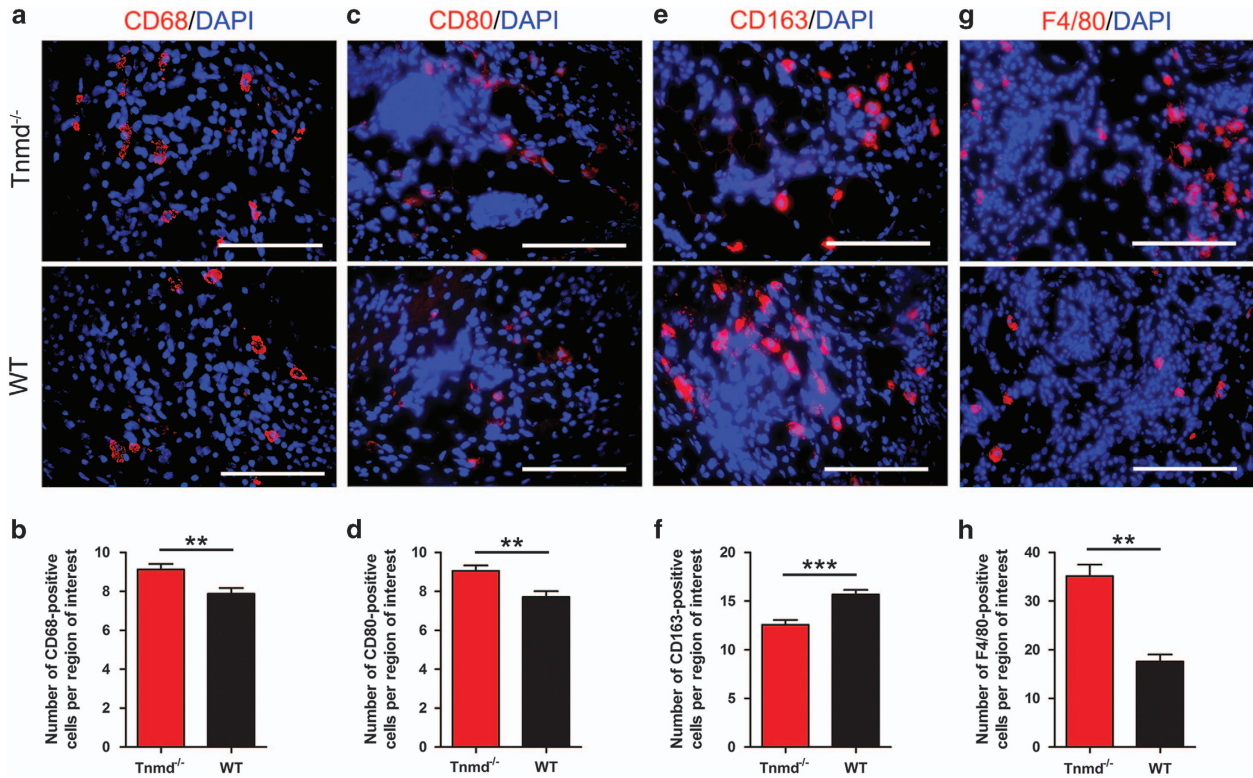 a
CD68/DAPI
c
CD80/DAPI
e
CD163/DAPI
g
F4/80/DAPI
Tnmd-/-
WT
b
Number of CD68-positive
cells per region of interest
10
8
6
4
2
0
**
Tnmd-/-
WT
d
Number of CD80-positive
cells per region of interest
10
8
6
4
2
0
**
Tnmd-/-
WT
f
Number of CD163-positive
cells per region of interest
20
15
10
5
0
***
Tnmd-/-
WT
h
Number of F4/80-positive
cells per region of interest
40
30
20
10
0
**
Tnmd-/-
WT